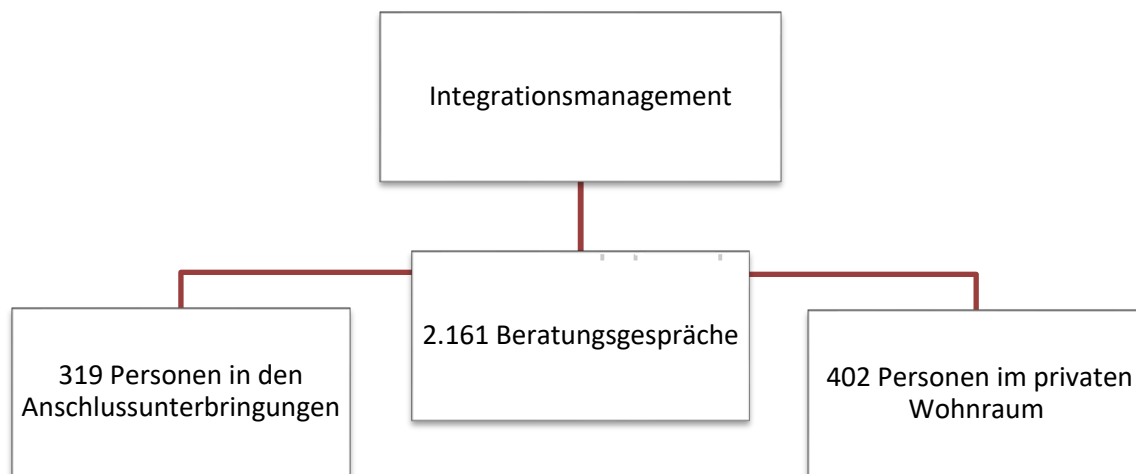 Integrationsmanagement
2.161 Beratungsgespräche
319 Personen in den
Anschlussunterbringungen
402 Personen im privaten
Wohnraum